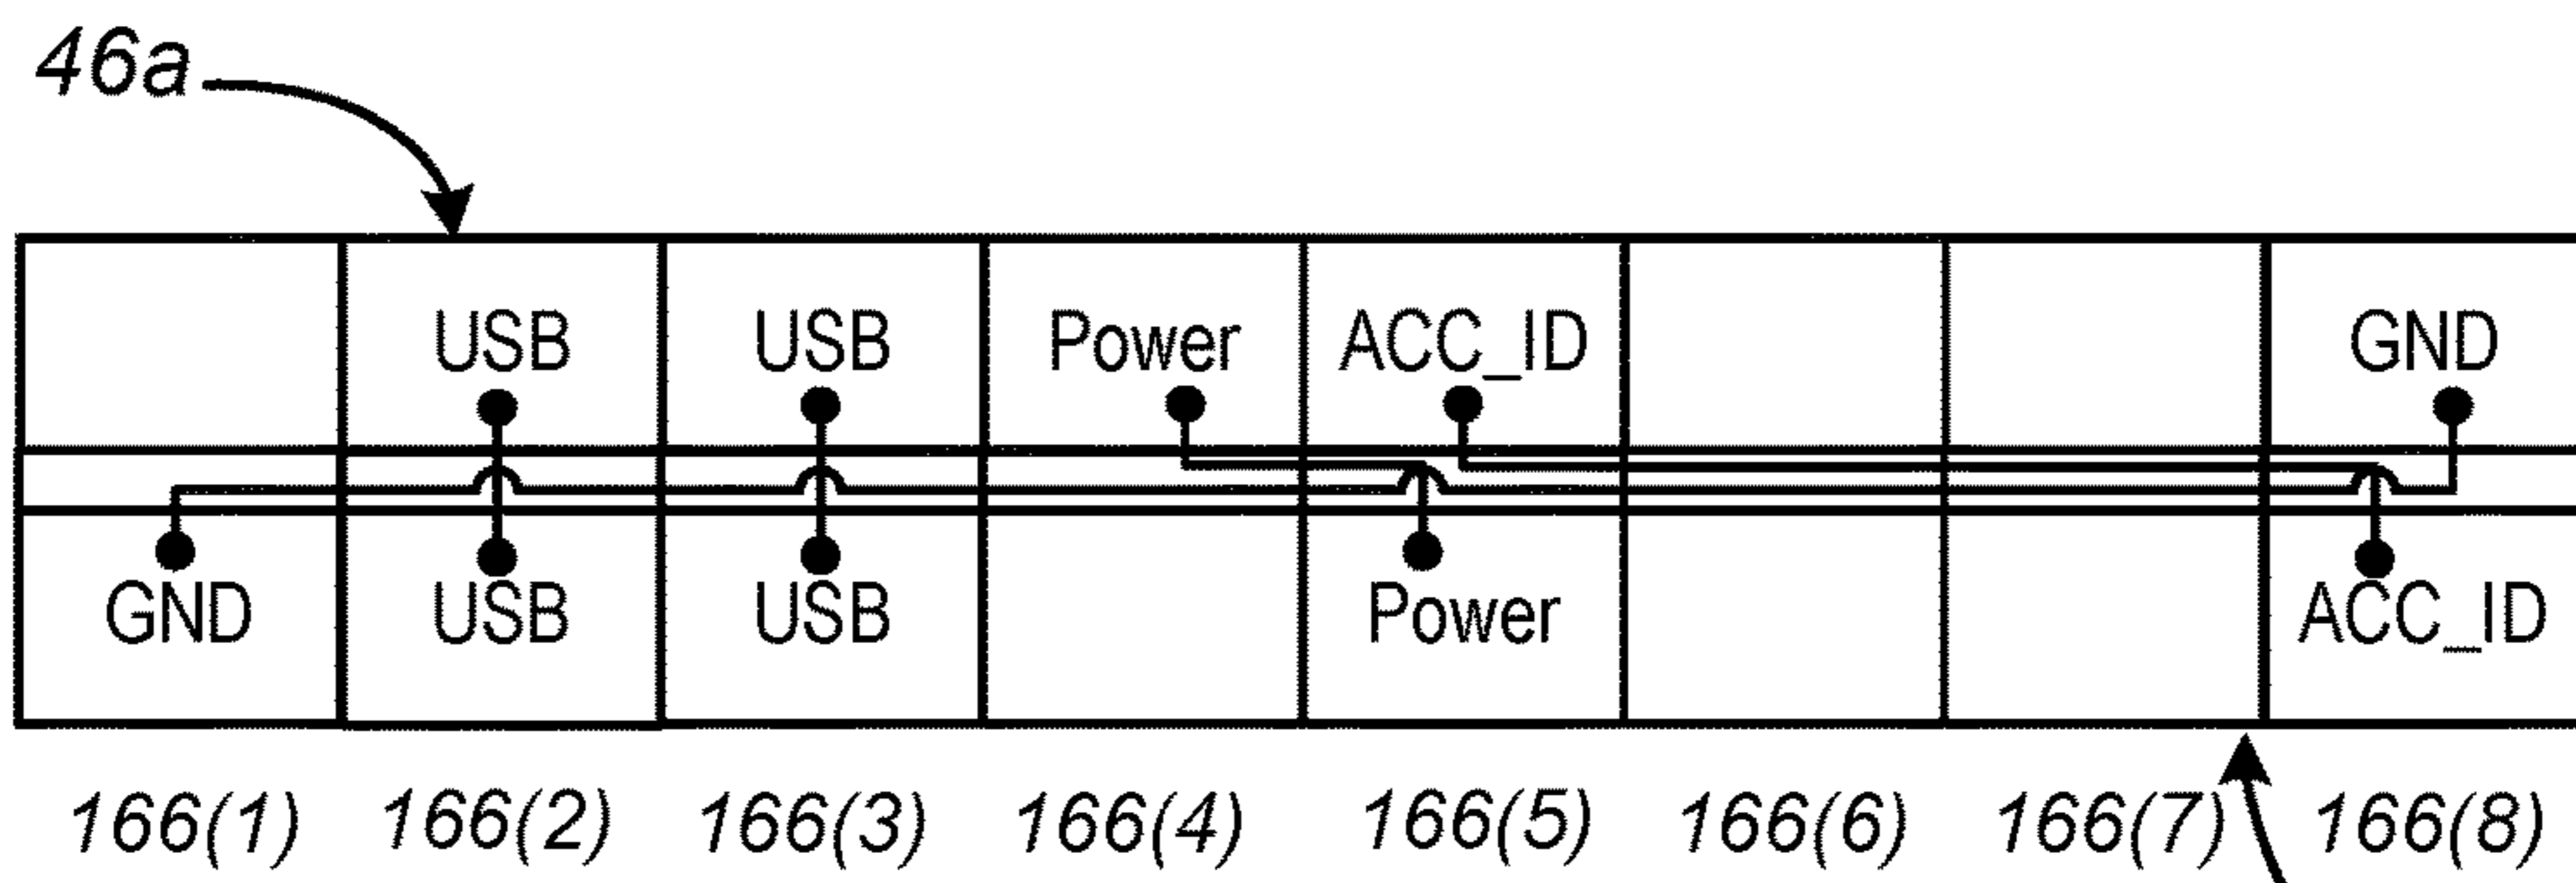 46a
USB USB Power ACC_ID GND
GND USB USB Power ACC_ID
166(1) 166(2) 166(3) 166(4) 166(5) 166(6) 166(7) 166(8)